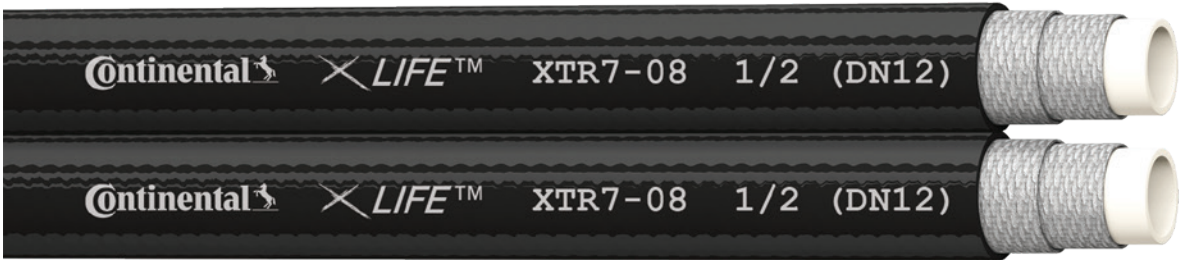 Continental XLIFE™ XTR7-08 1/2 (DN12)
Continental XLIFE™ XTR7-08 1/2 (DN12)